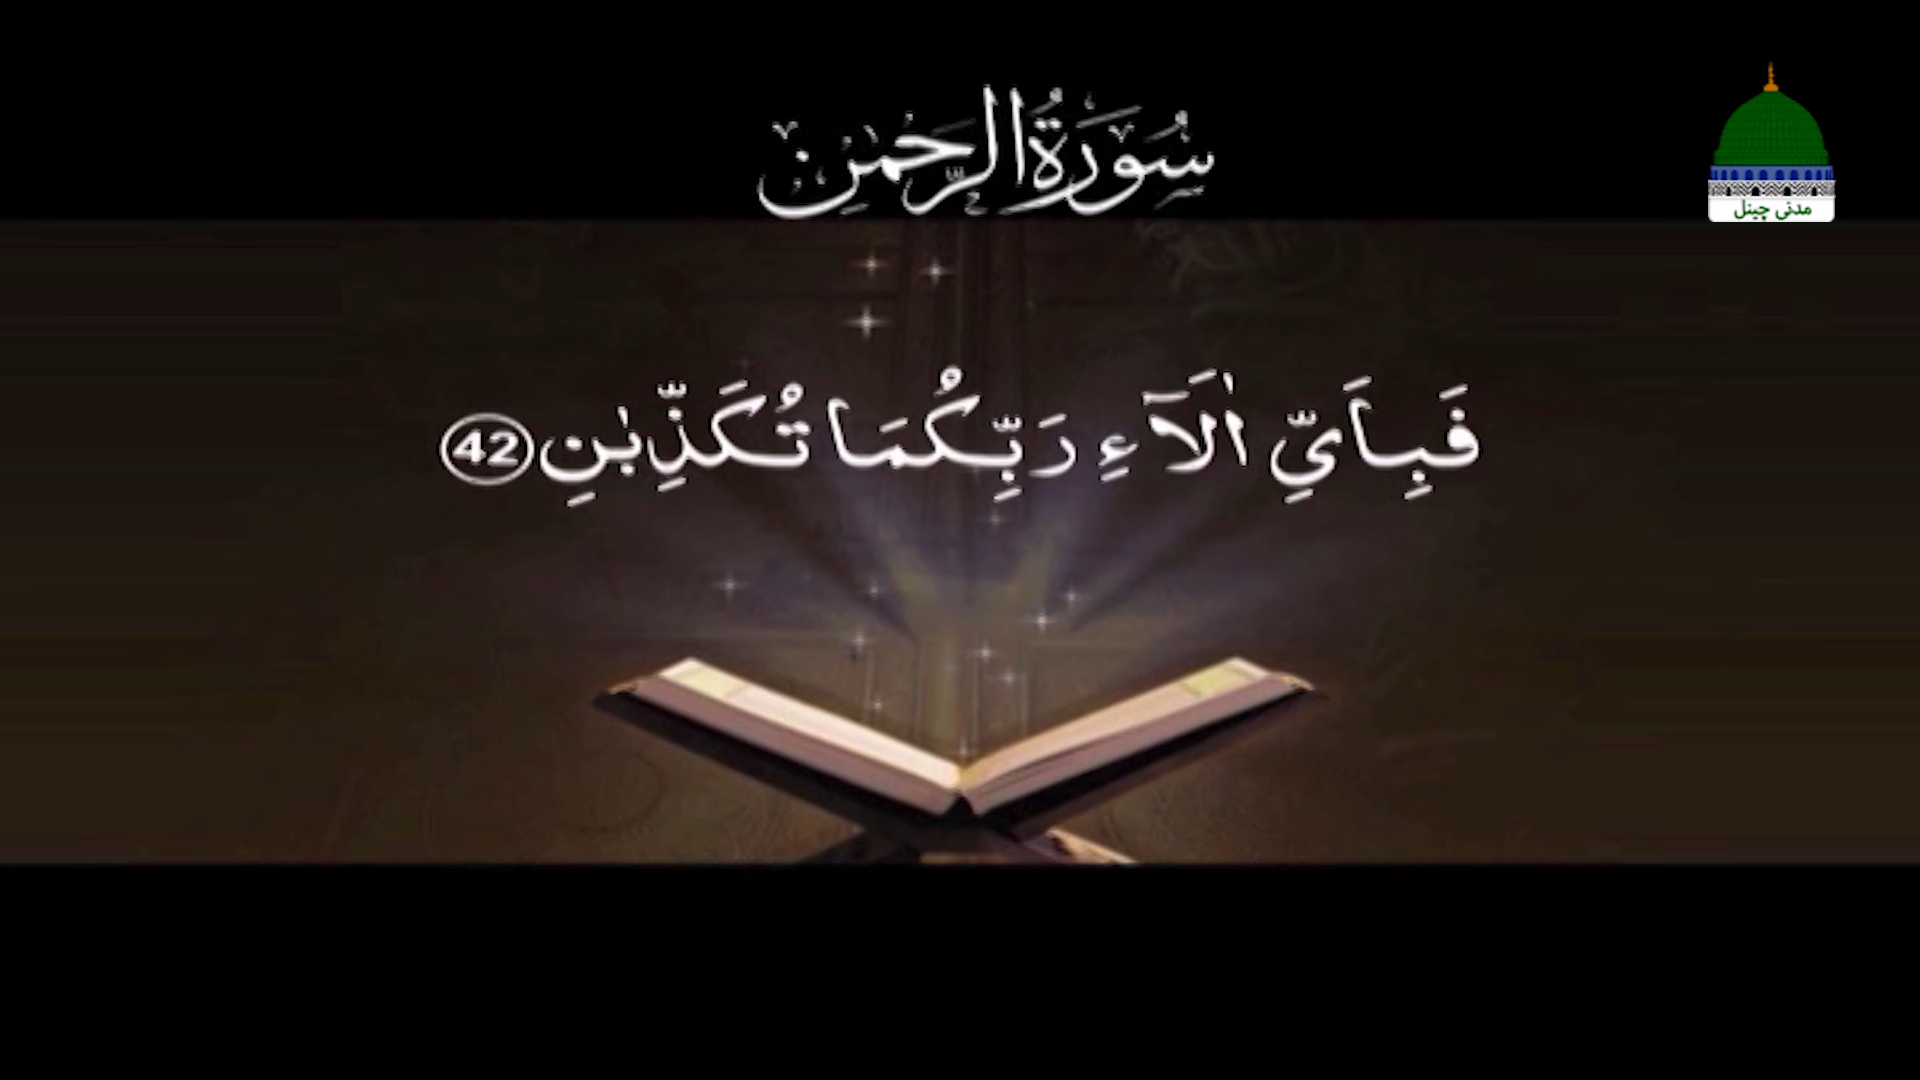 سُوْرَةُ الرَّحْمٰن
مدنی چینل
فَبِاَیِّ اٰلَآءِ رَبِّكُمَا تُكَذِّبٰنِ 42